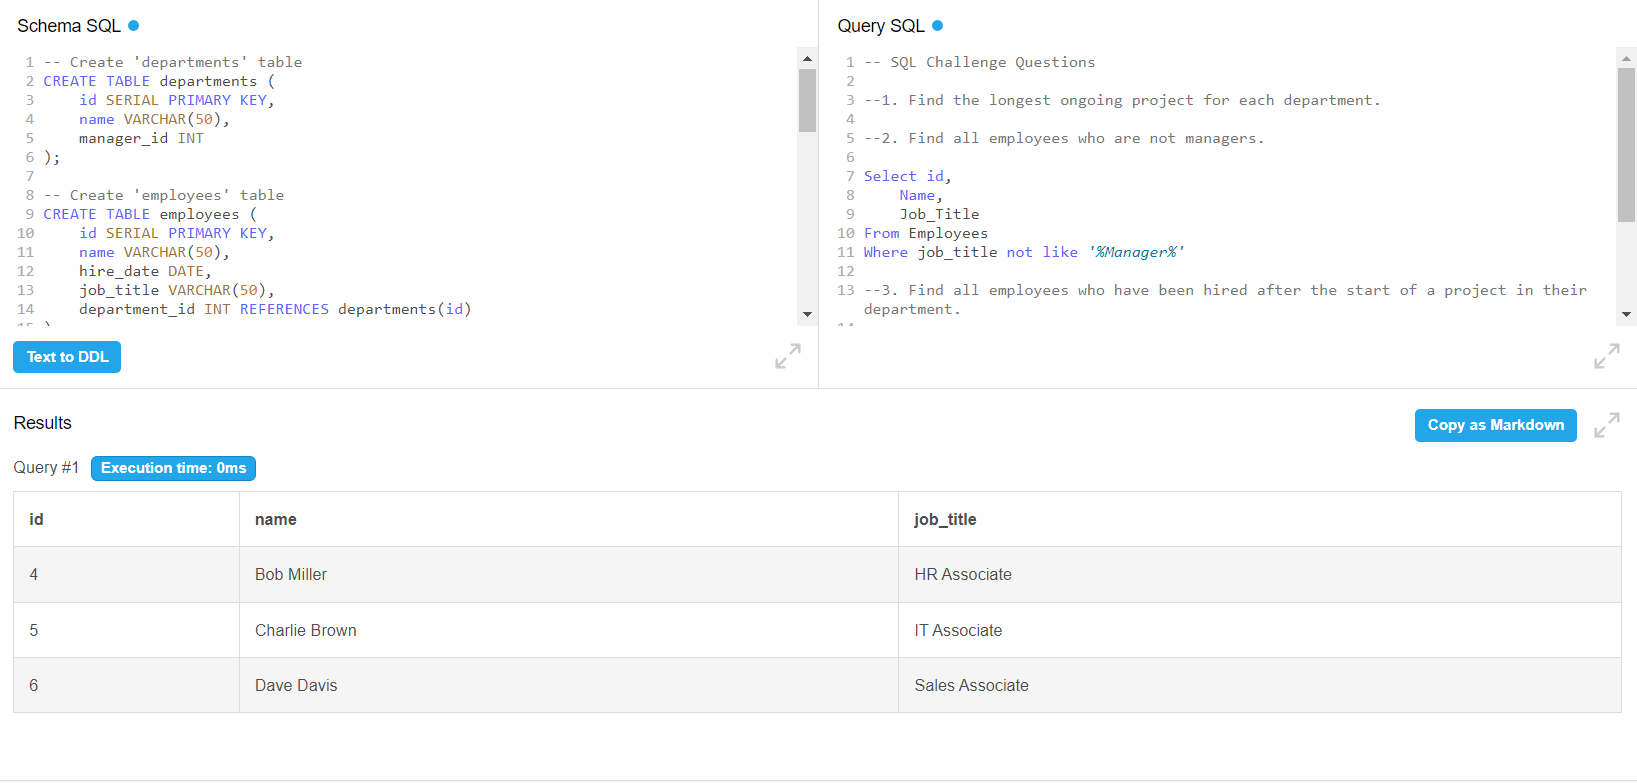 Schema SQL
1 -- Create 'departments' table
2 CREATE TABLE departments (
3 id SERIAL PRIMARY KEY,
4 name VARCHAR(50),
5 manager_id INT
6 );
7
8 -- Create 'employees' table
9 CREATE TABLE employees (
10 id SERIAL PRIMARY KEY,
11 name VARCHAR(50),
12 hire_date DATE,
13 job_title VARCHAR(50),
14 department_id INT REFERENCES departments(id)
Text to DDL
Query SQL
1 -- SQL Challenge Questions
2
3 --1. Find the longest ongoing project for each department.
4
5 --2. Find all employees who are not managers.
6
7 Select id,
8 Name,
9 Job_Title
10 From Employees
11 Where job_title not like '%Manager%'
12
13 --3. Find all employees who have been hired after the start of a project in their
department.
Results
Copy as Markdown
Query #1 Execution time: 0ms
id name job_title
4 Bob Miller HR Associate
5 Charlie Brown IT Associate
6 Dave Davis Sales Associate